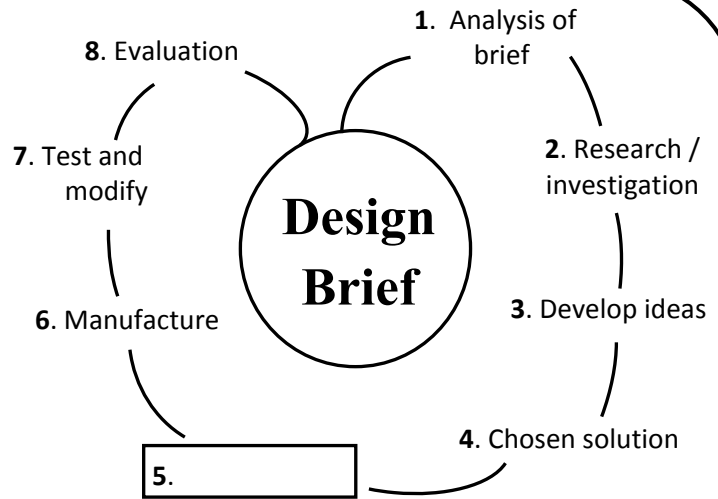 1. Analysis of
brief
2. Research /
investigation
3. Develop ideas
4. Chosen solution
5.
6. Manufacture
7. Test and
modify
8. Evaluation
Design
Brief